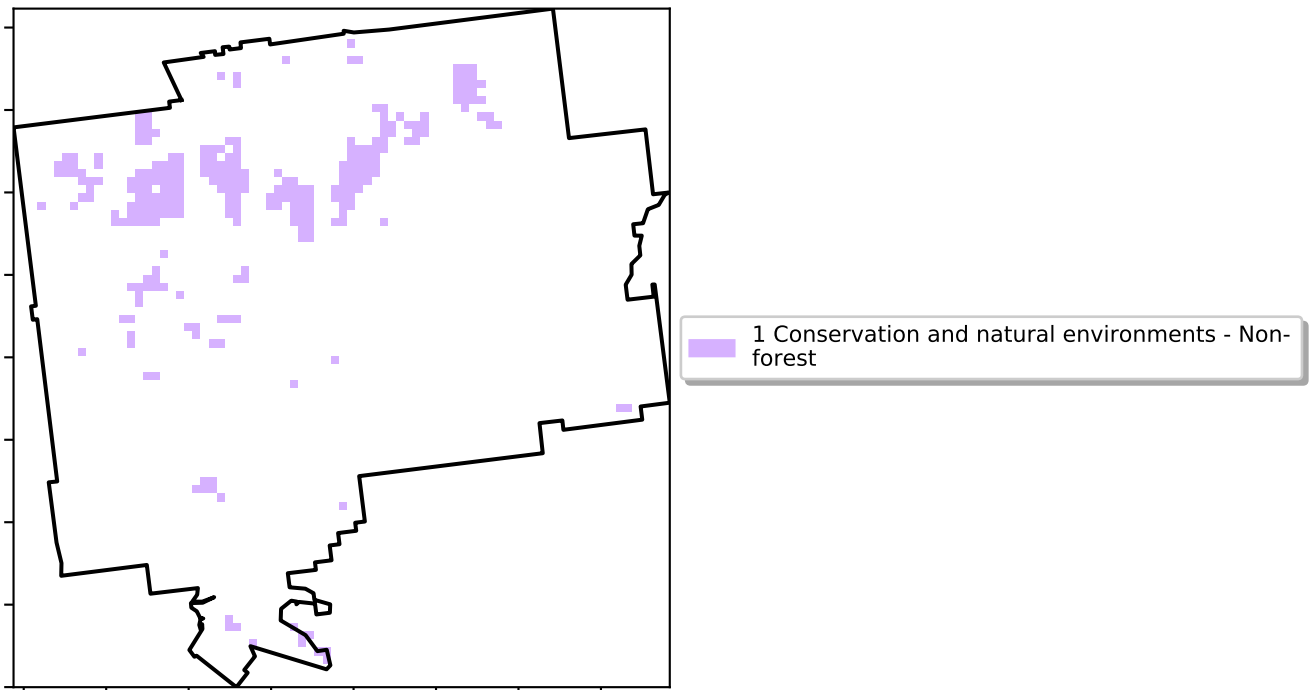 1 Conservation and natural environments - Non-
forest